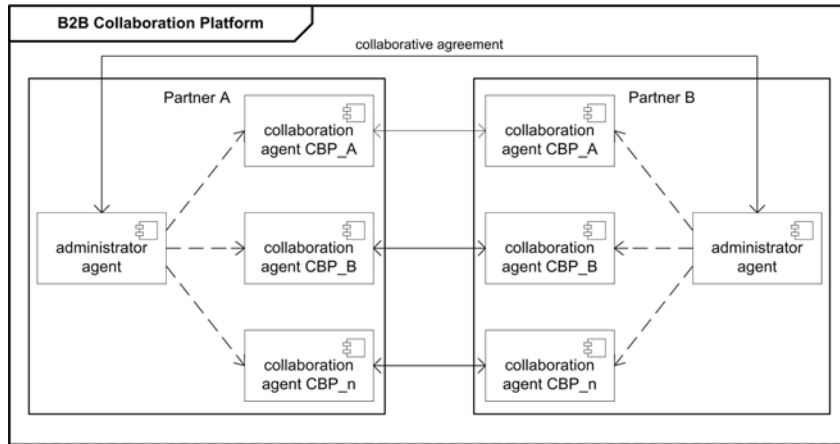 B2B Collaboration Platform
collaborative agreement
Partner A
collaboration
agent CBP_A
administrator
agent
collaboration
agent CBP_B
collaboration
agent CBP_n
Partner B
collaboration
agent CBP_A
collaboration
agent CBP_B
administrator
agent
collaboration
agent CBP_n